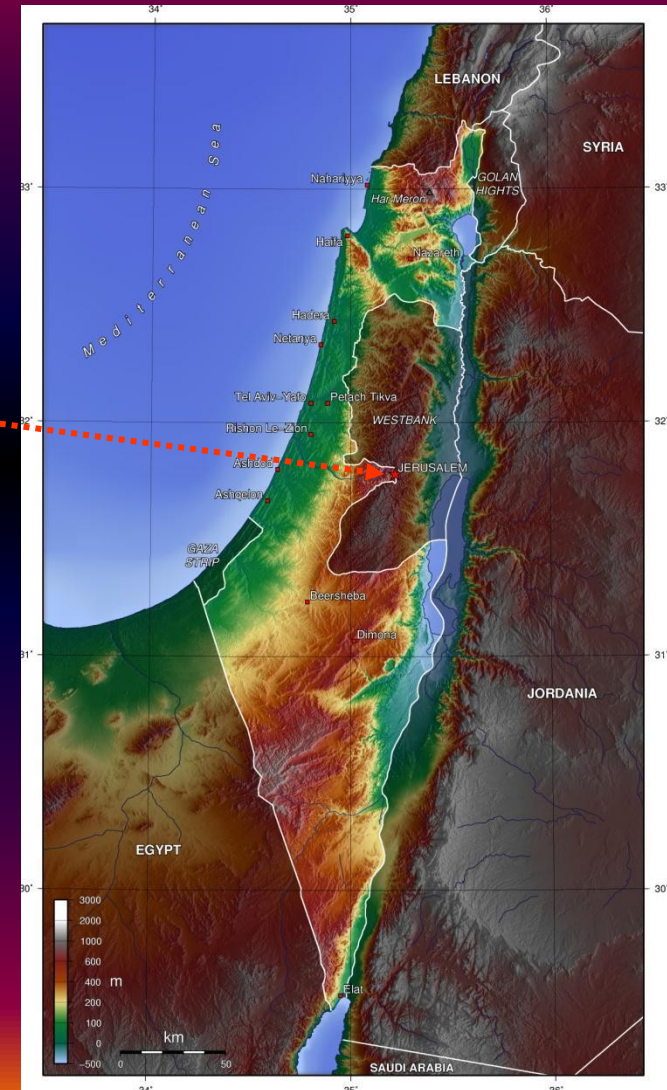 34˚
35˚
36˚
LEBANON
SYRIA
33˚
33˚
Nahariyya
GOLAN
HIGHTS
Har Meron
Mediterranean Sea
Haifa
Nazareth
Hadera
Netanya
32˚
32˚
Tel Aviv-Yafo
Petach Tikva
WESTBANK
Rishon Le-Zion
Ashdod
JERUSALEM
Ashqelon
GAZA
STRIP
Beersheba
Dimona
31˚
31˚
JORDANIA
EGYPT
30˚
30˚
3000
2000
1000
600
400
200
100
0
-500
m
km
0
50
Elat
SAUDI ARABIA
34˚
35˚
36˚